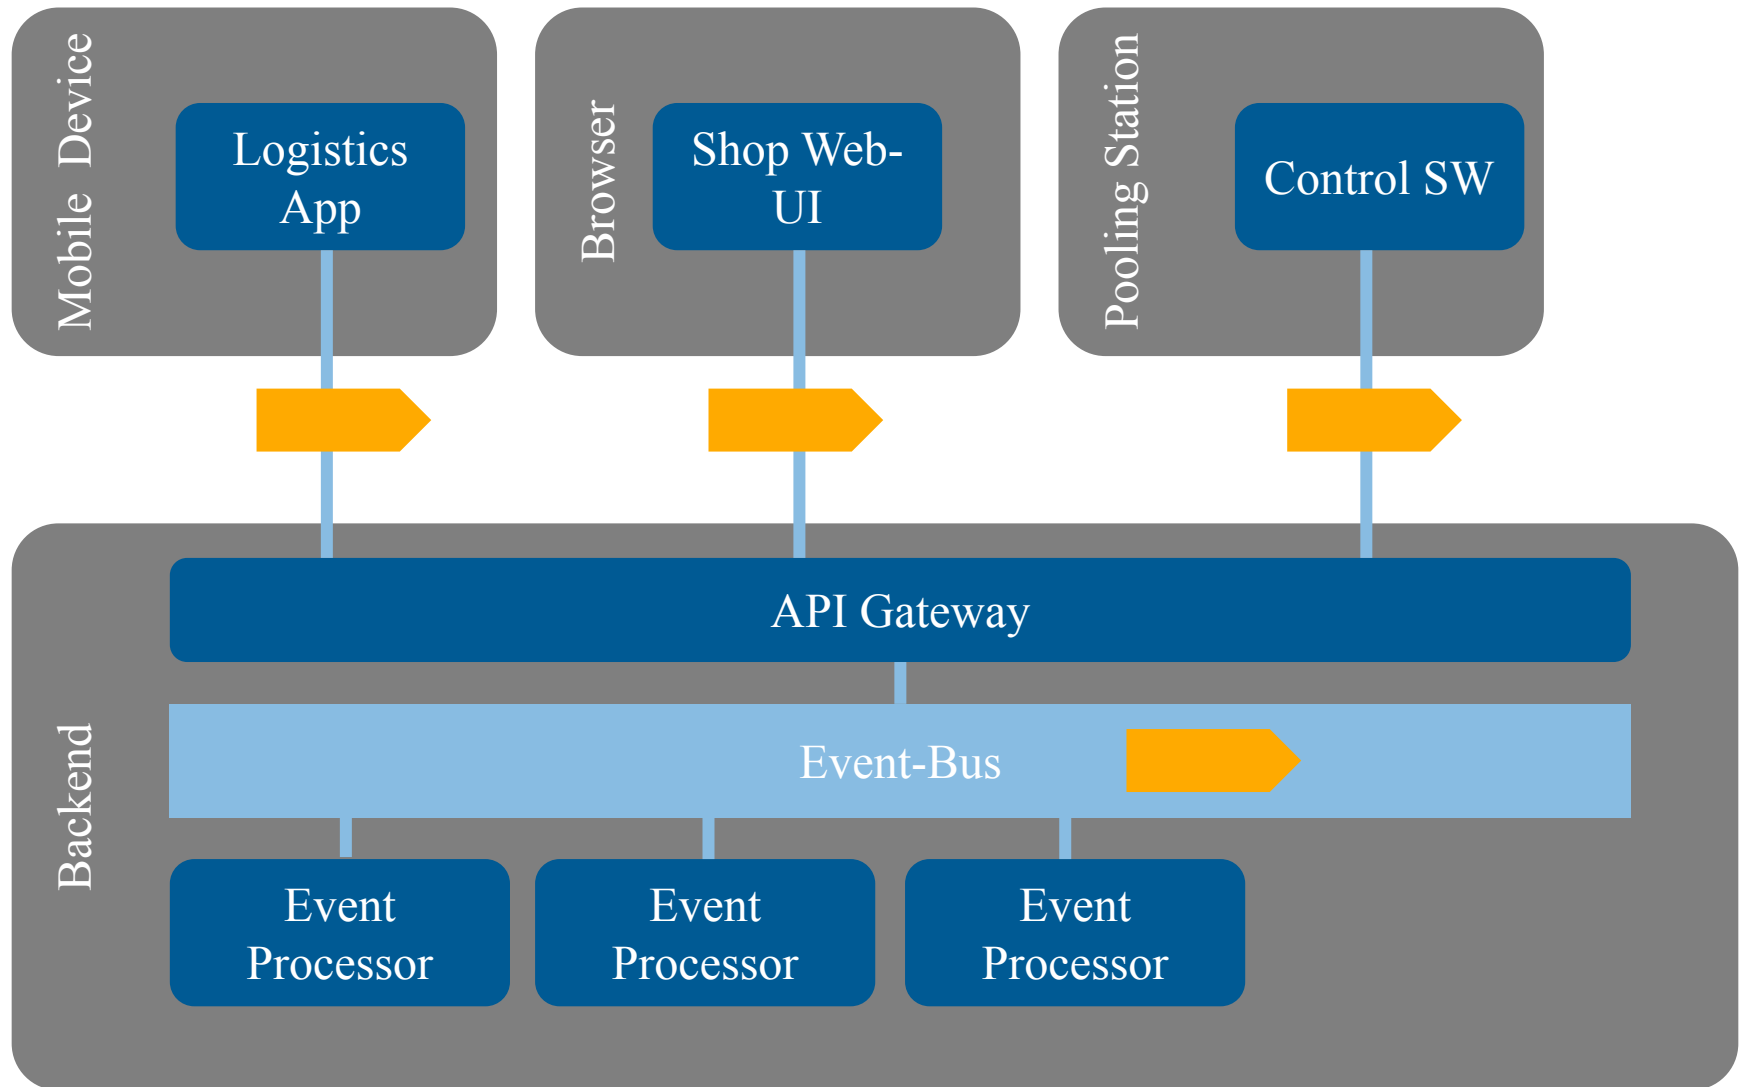 Mobile Device
Logistics
App
Browser
Shop Web-
UI
Pooling Station
Control SW
Backend
API Gateway
Event-Bus
Event
Processor
Event
Processor
Event
Processor